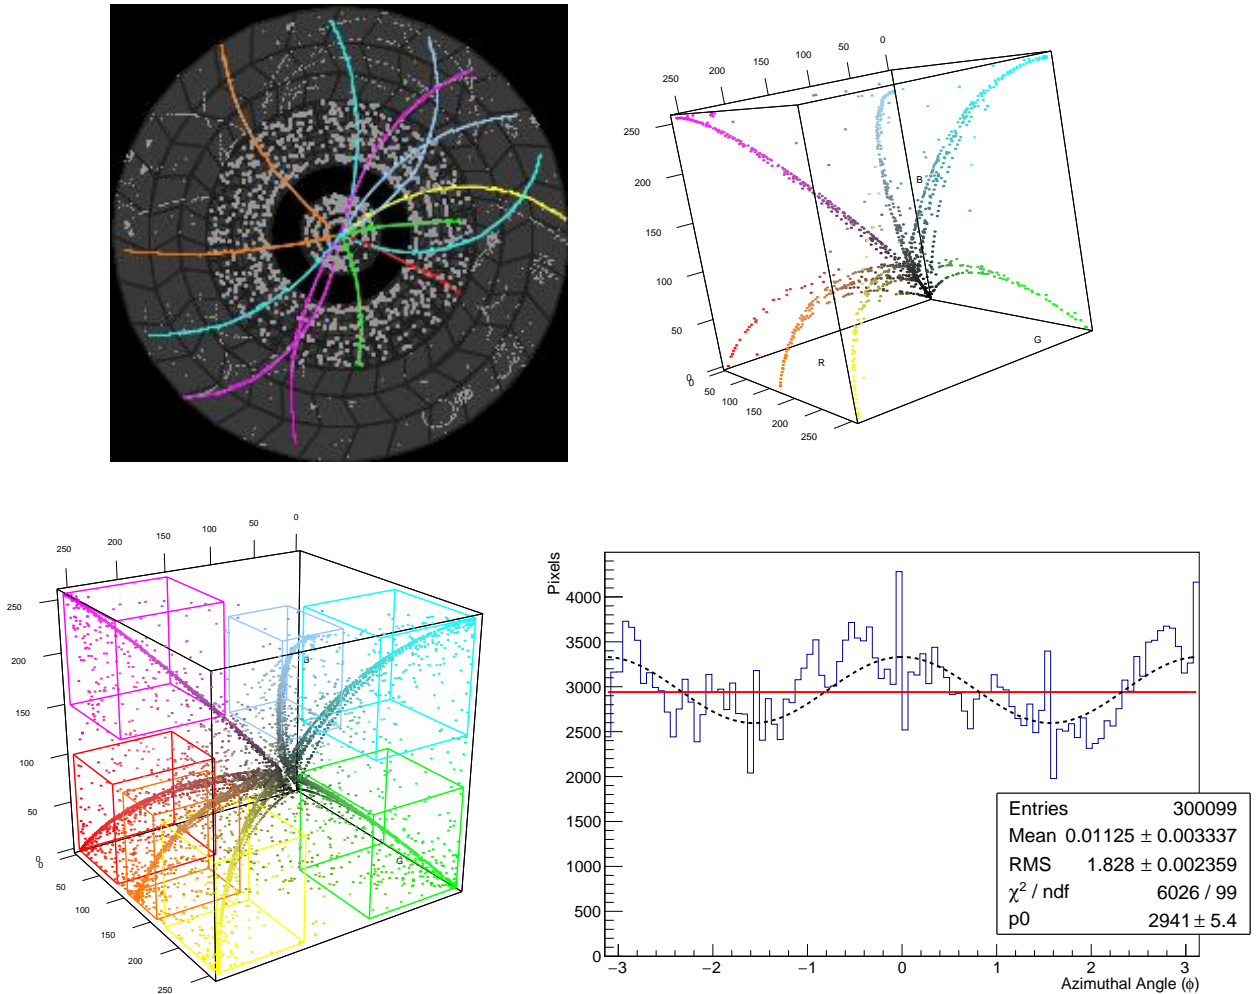 250 200 150 100 50 0
250
200
150
100
50
0
0
50
100
150
200
250
B
R
G
250 200 150 100 50 0
250
200
150
100
50
0
0
50
100
150
200
250
B
G
Pixels
4000
3500
3000
2500
2000
1500
1000
500
0
−3 −2 −1 0 1 2 3
Azimuthal Angle (ϕ)
Entries 300099
Mean 0.01125 ± 0.003337
RMS 1.828 ± 0.002359
χ² / ndf 6026 / 99
p0 2941 ± 5.4